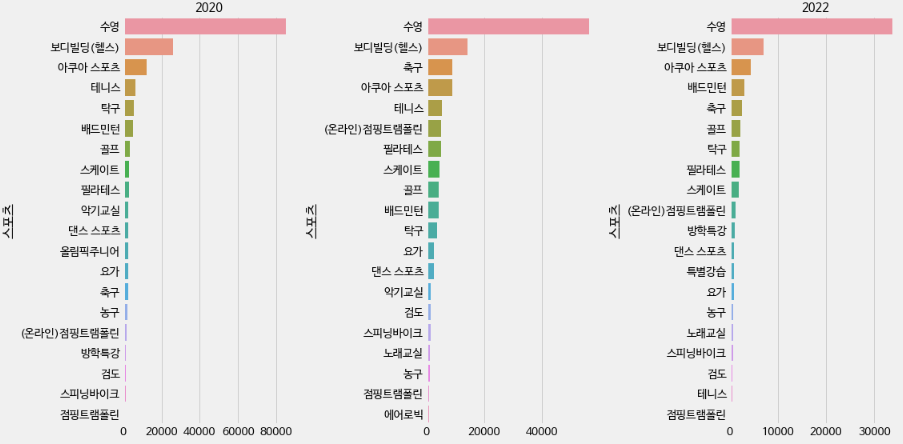 2020
수영
보디빌딩(헬스)
아쿠아 스포츠
테니스
탁구
배드민턴
골프
스케이트
필라테스
악기교실
댄스 스포츠
올림픽주니어
요가
축구
농구
(온라인)점핑트램폴린
방학특강
검도
스피닝바이크
점핑트램폴린
스포츠
0 20000 40000 60000 80000
수영
보디빌딩(헬스)
축구
아쿠아 스포츠
테니스
(온라인)점핑트램폴린
필라테스
스케이트
골프
배드민턴
탁구
요가
댄스 스포츠
악기교실
검도
스피닝바이크
노래교실
농구
점핑트램폴린
에어로빅
스포츠
0 20000 40000
2022
수영
보디빌딩(헬스)
아쿠아 스포츠
배드민턴
축구
골프
탁구
필라테스
스케이트
(온라인)점핑트램폴린
방학특강
댄스 스포츠
특별강습
요가
농구
노래교실
스피닝바이크
검도
테니스
점핑트램폴린
스포츠
0 10000 20000 30000